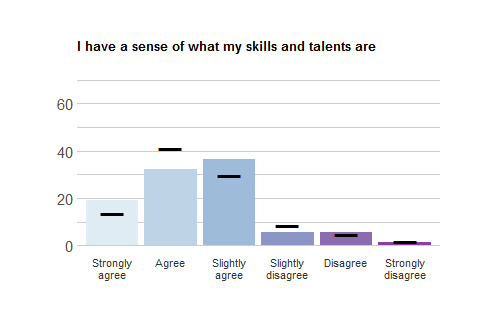 I have a sense of what my skills and talents are
60
40
20
0
Strongly
agree
Agree
Slightly
agree
Slightly
disagree
Disagree
Strongly
disagree